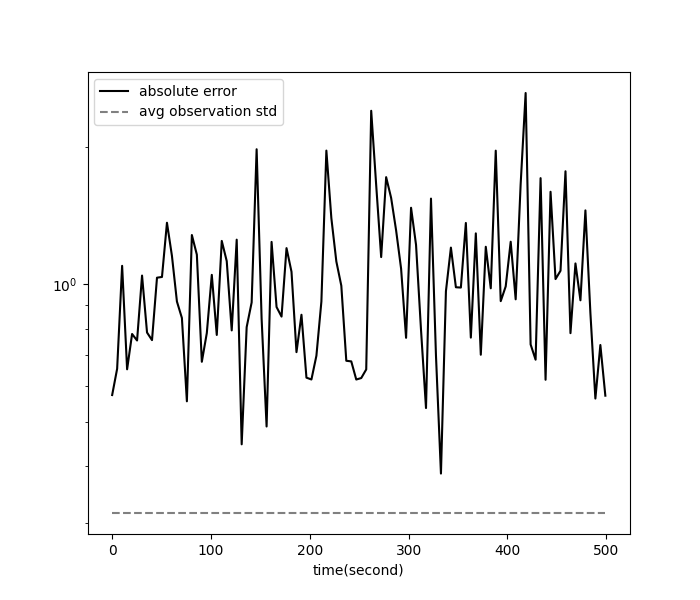 absolute error
avg observation std
10⁰
0 100 200 300 400 500
time(second)